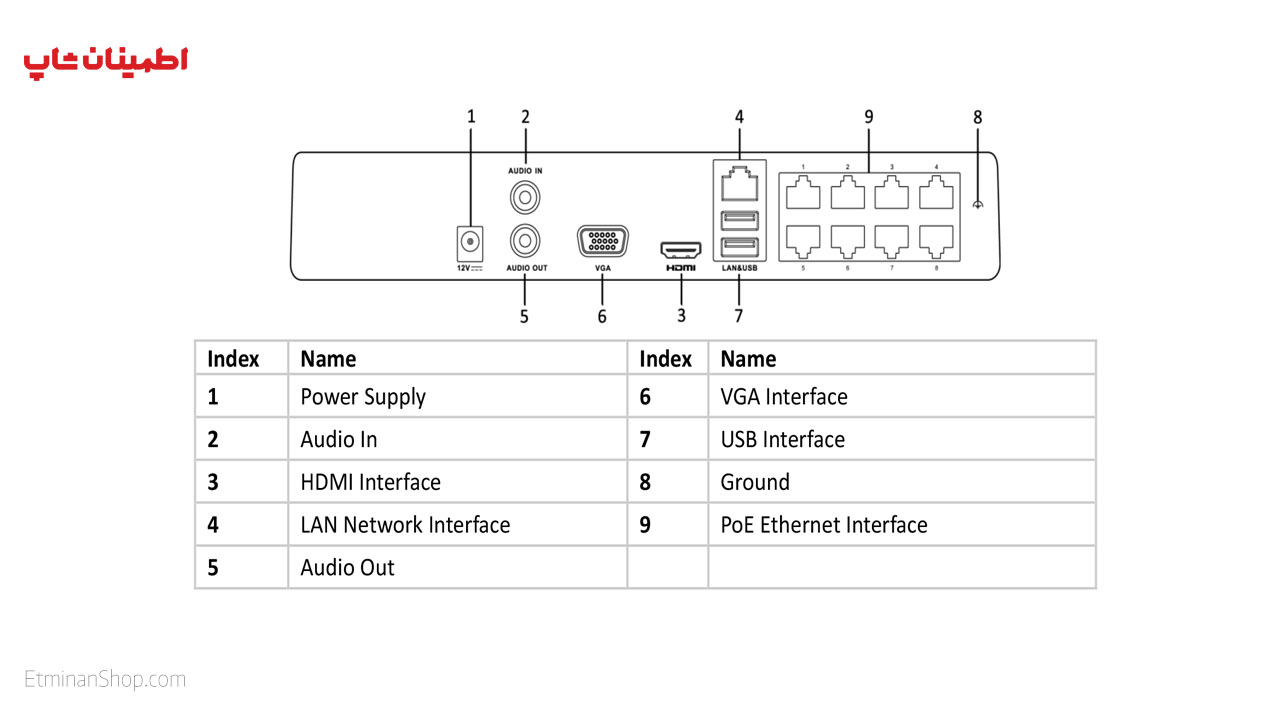 اطمینان شاپ
1 2 4 9 8
AUDIO IN
1 2 3 4
12V
AUDIO OUT
VGA
HDMI
LAN&USB
5 6 7 8
5 6 3 7
Index Name Index Name
1 Power Supply 6 VGA Interface
2 Audio In 7 USB Interface
3 HDMI Interface 8 Ground
4 LAN Network Interface 9 PoE Ethernet Interface
5 Audio Out
EtminanShop.com